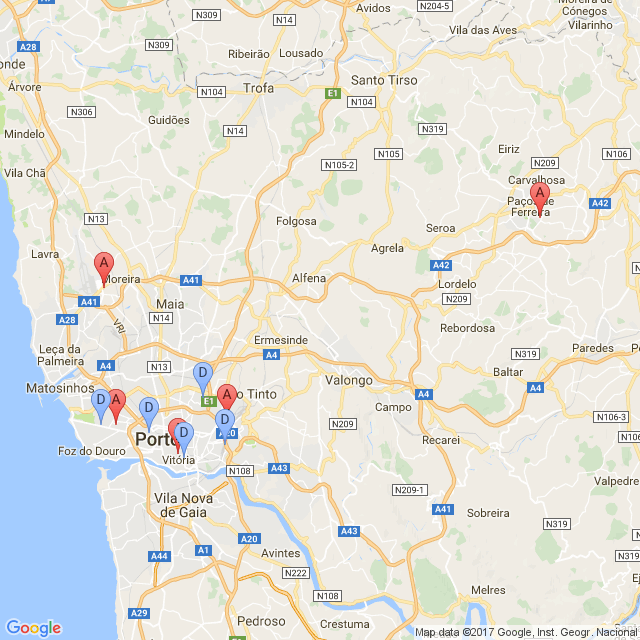 N309
N14
Avidos
N204-5
Moreira de
Cónegos
Vilarinho
Vila das Aves
A28
N309
Ribeirão
Lousado
onde
Árvore
N104
Trofa
E1
N104
Santo Tirso
N306
Guidões
Mindelo
N14
N319
N105
Eiriz
N209
N106
Vila Chã
N105-2
Carvalhosa
A
Paços de
Ferreira
A42
N13
Folgosa
Seroa
Lavra
Agrela
A
Moreira
A41
Alfena
A42
Lordelo
N209
A41
Maia
A28
VRI
N14
Rebordosa
Leça da
Palmeira
Ermesinde
N319
Paredes
A4
N13
A4
Baltar
A4
Matosinhos
D
Valongo
A4
D
A
E1
A
o Tinto
Campo
N106-3
D
D
N209
Porto
D
A20
Recarei
Foz do Douro
Vitória
N108
A43
Valpedre
Vila Nova
de Gaia
N209-1
A41
Sobreira
N319
A20
A43
A44
A1
Avintes
N319
N222
N108
Melres
A29
Pedroso
Crestuma
Google
Map data ©2017 Google, Inst. Geogr. Nacional